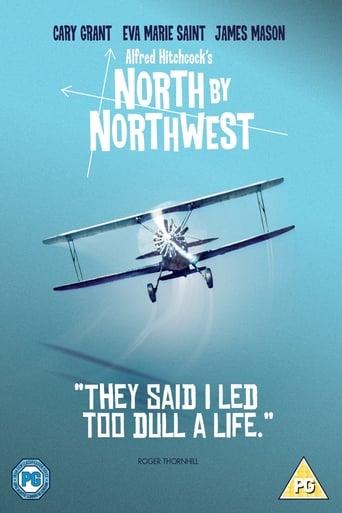 CARY GRANT EVA MARIE SAINT JAMES MASON
Alfred Hitchcock's
NORTH BY
NORTHWEST
"THEY SAID I LED
TOO DULL A LIFE."
ROGER THORNHILL
PG
PG